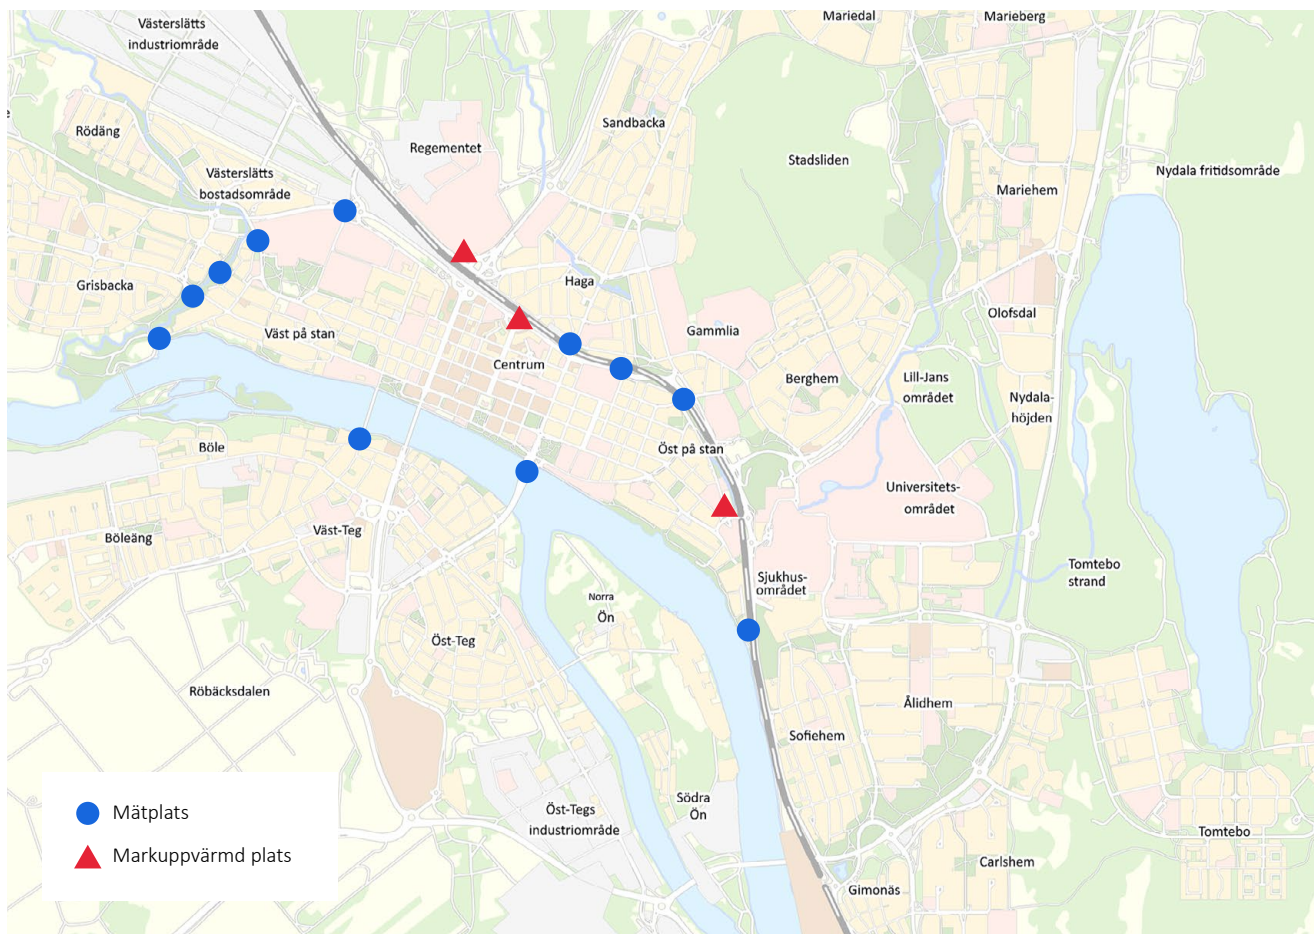 Västerslätts
industriområde
Mariedal
Marieberg
Sandbacka
Rödäng
Regementet
Stadsliden
Västerslätts
bostadsområde
Nydala fritidsområde
Mariehem
Grisbacka
Haga
Olofsdal
Väst på stan
Gammlia
Centrum
Berghem
Lill-Jans
området
Nydala-
höjden
Böle
Öst på stan
Universitets-
området
Väst-Teg
Böleäng
Tomtebo
strand
Sjukhus-
området
Norra
Ön
Öst-Teg
Röbäcksdalen
Ålidhem
Sofiehem
Södra
Ön
Öst-Tegs
industriområde
Tomtebo
Carlshem
Gimonäs
Mätplats
Markuppvärmd plats